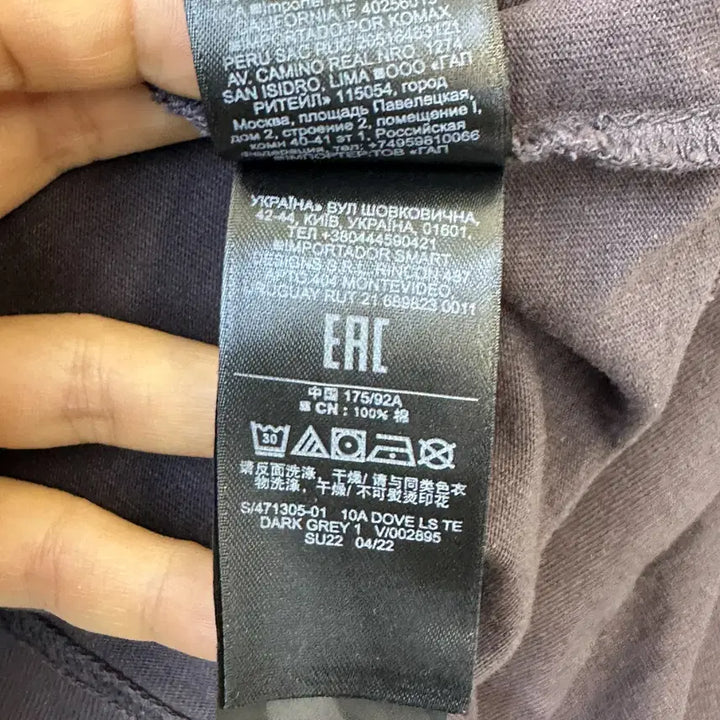 CALIFORNIA IF
IMPORTADO POR KOMAX
PERU SAC RUC
AV. CAMINO REAL NRO. 1274
SAN ISIDRO, LIMA ■ ООО «ГАП
РИТЕЙЛ» 115054, город
Москва, площадь Павелецкая,
дом 2, строение 2, помещение I,
комн 40-41 эт 1. Российская
Федерация, тел: +74959810066
■ИМПОРТЕР.ТОВ «ГАП
УКРАЇНА» ВУЛ ШОВКОВИЧНА,
42-44, КИЇВ, УКРАЇНА, 01601,
ТЕЛ +380444590421
■IMPORTADOR SMART
DESIGNS S.R.L RINCON 487
404 MONTEVIDEO,
URUGUAY RUT 21 689823 0011
EAC
中国 175/92A
CN : 100% 棉
30
请反面洗涤、干燥/ 请与同类色衣
物洗涤、干燥/ 不可熨烫印花
S/471305-01 10A DOVE LS TE
DARK GREY 1 V/002895
SU22 04/22